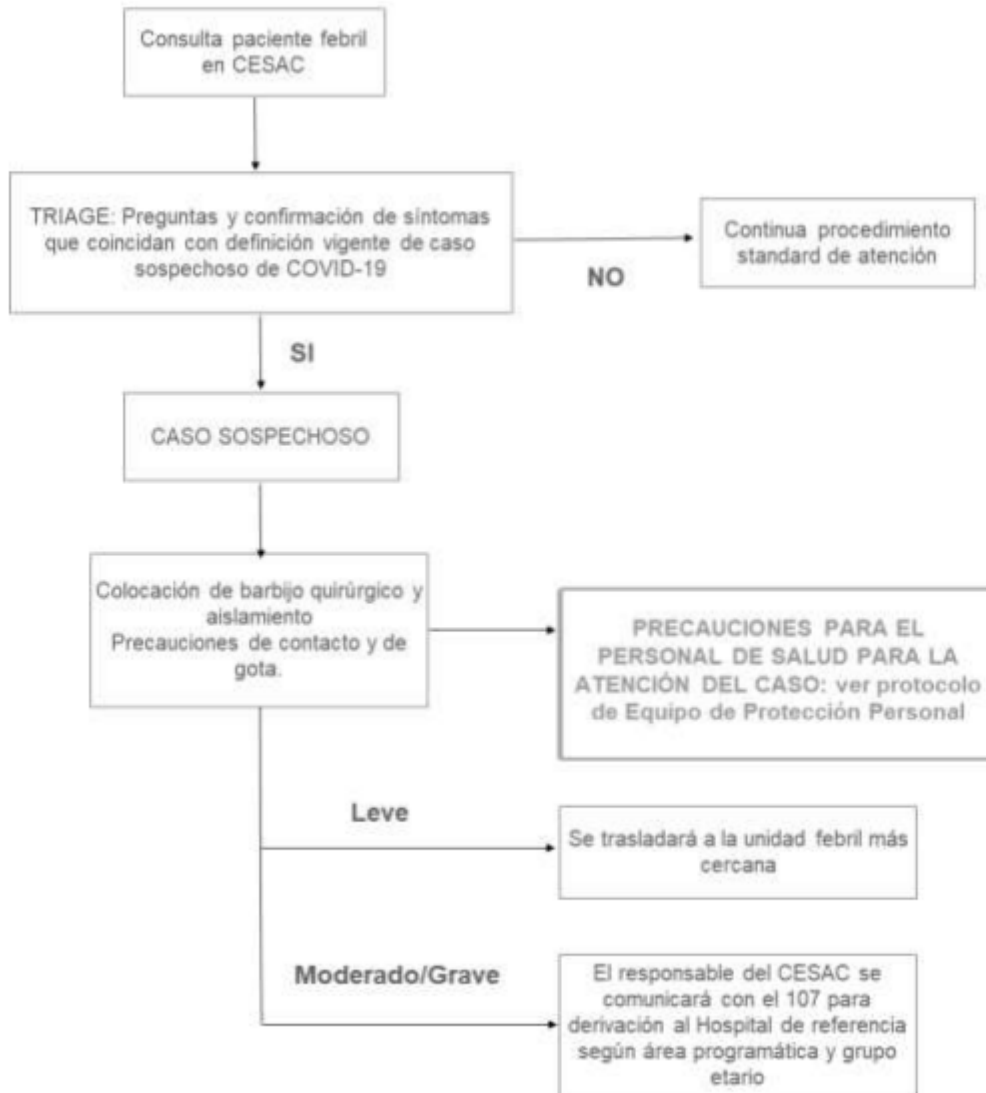 Consulta paciente febril
en CESAC
TRIAGE: Preguntas y confirmación de síntomas
que coincidan con definición vigente de caso
sospechoso de COVID-19
Continua procedimiento
standard de atención
NO
SI
CASO SOSPECHOSO
Colocación de barbijo quirúrgico y
aislamiento
Precauciones de contacto y de
gota.
PRECAUCIONES PARA EL
PERSONAL DE SALUD PARA LA
ATENCIÓN DEL CASO: ver protocolo
de Equipo de Protección Personal
Leve
Se trasladará a la unidad febril más
cercana
Moderado/Grave
El responsable del CESAC se
comunicará con el 107 para
derivación al Hospital de referencia
según área programática y grupo
etario